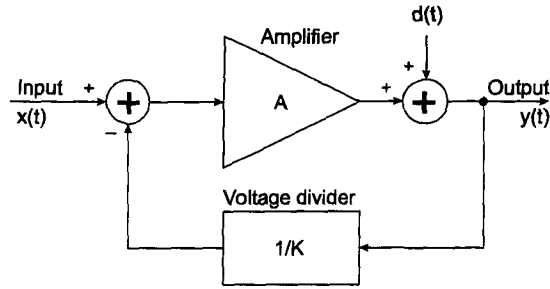 d(t)
Amplifier
Input
+
+
+
Output
x(t)
+
A
+
y(t)
−
Voltage divider
1/K